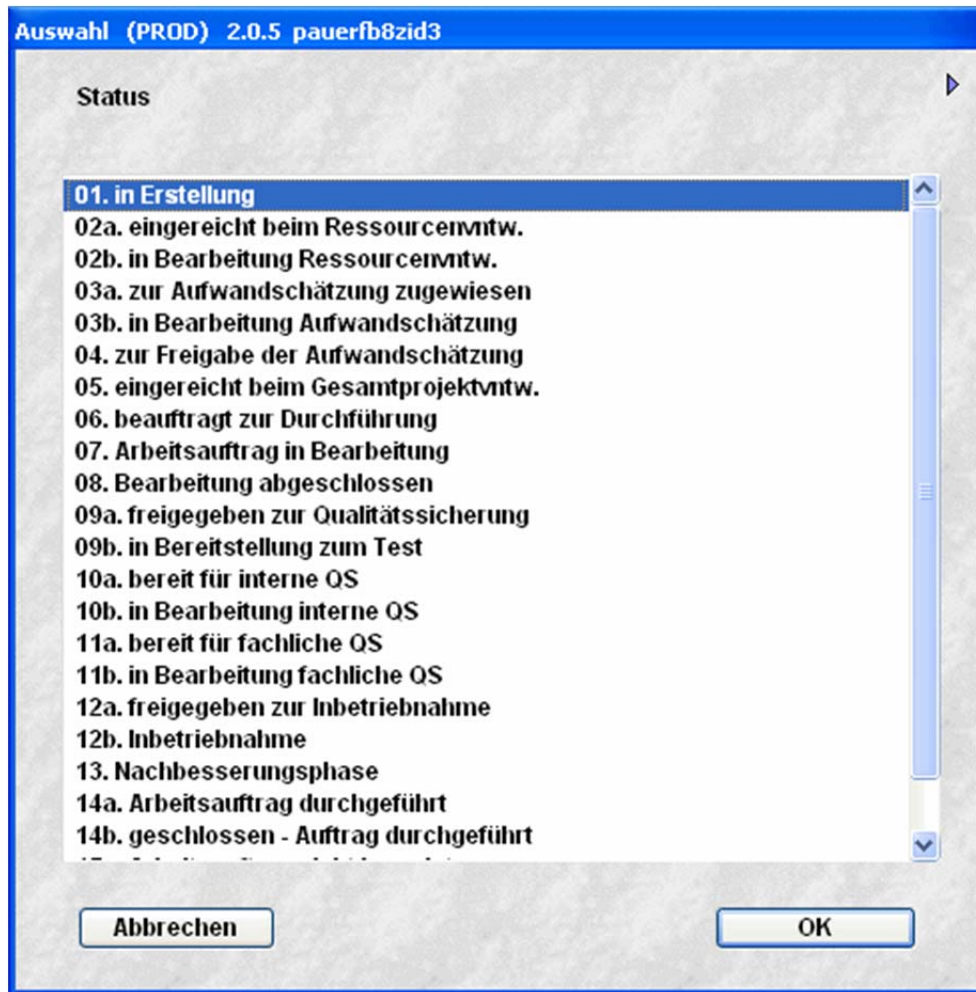 Auswahl (PROD) 2.0.5 pauerfb8zid3
Status
01. in Erstellung
02a. eingereicht beim Ressourcenvntw.
02b. in Bearbeitung Ressourcenvntw.
03a. zur Aufwandschätzung zugewiesen
03b. in Bearbeitung Aufwandschätzung
04. zur Freigabe der Aufwandschätzung
05. eingereicht beim Gesamtprojektvntw.
06. beauftragt zur Durchführung
07. Arbeitsauftrag in Bearbeitung
08. Bearbeitung abgeschlossen
09a. freigegeben zur Qualitätssicherung
09b. in Bereitstellung zum Test
10a. bereit für interne QS
10b. in Bearbeitung interne QS
11a. bereit für fachliche QS
11b. in Bearbeitung fachliche QS
12a. freigegeben zur Inbetriebnahme
12b. Inbetriebnahme
13. Nachbesserungsphase
14a. Arbeitsauftrag durchgeführt
14b. geschlossen - Auftrag durchgeführt
Abbrechen
OK